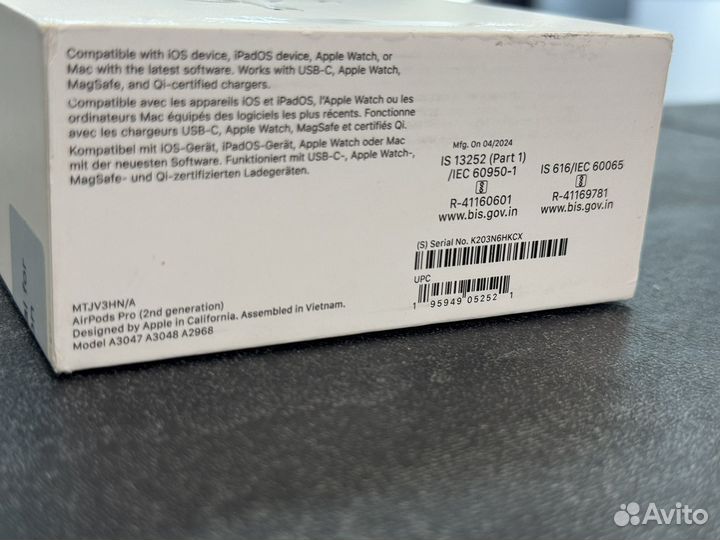 Compatible with iOS device, iPadOS device, Apple Watch, or
Mac with the latest software. Works with USB-C, Apple Watch,
MagSafe, and Qi-certified chargers.
Compatible avec les appareils iOS et iPadOS, l'Apple Watch ou les
ordinateurs Mac équipés des logiciels les plus récents. Fonctionne
avec les chargeurs USB-C, Apple Watch, MagSafe et certifiés Qi.
Kompatibel mit iOS-Gerät, iPadOS-Gerät, Apple Watch oder Mac
mit der neuesten Software. Funktioniert mit USB-C-, Apple Watch-,
MagSafe- und Qi-zertifizierten Ladegeräten.
Mfg. On 04/2024
IS 13252 (Part 1)
/IEC 60950-1
R-41160601
www.bis.gov.in
IS 616/IEC 60065
R-41169781
www.bis.gov.in
(S) Serial No. K203N6HKCX
UPC
1 95949 05252 1
MTJV3HN/A
AirPods Pro (2nd generation)
Designed by Apple in California. Assembled in Vietnam.
Model A3047 A3048 A2968
Avito